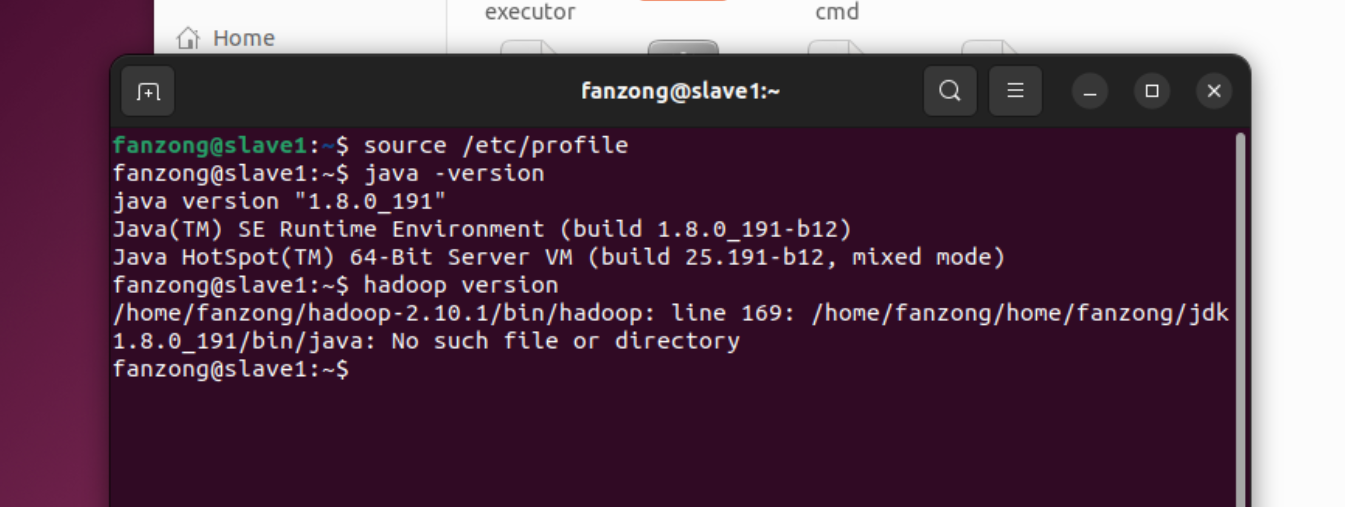 executor
cmd
Home
fanzong@slave1:~
fanzong@slave1:~$ source /etc/profile
fanzong@slave1:~$ java -version
java version "1.8.0_191"
Java(TM) SE Runtime Environment (build 1.8.0_191-b12)
Java HotSpot(TM) 64-Bit Server VM (build 25.191-b12, mixed mode)
fanzong@slave1:~$ hadoop version
/home/fanzong/hadoop-2.10.1/bin/hadoop: line 169: /home/fanzong/home/fanzong/jdk
1.8.0_191/bin/java: No such file or directory
fanzong@slave1:~$